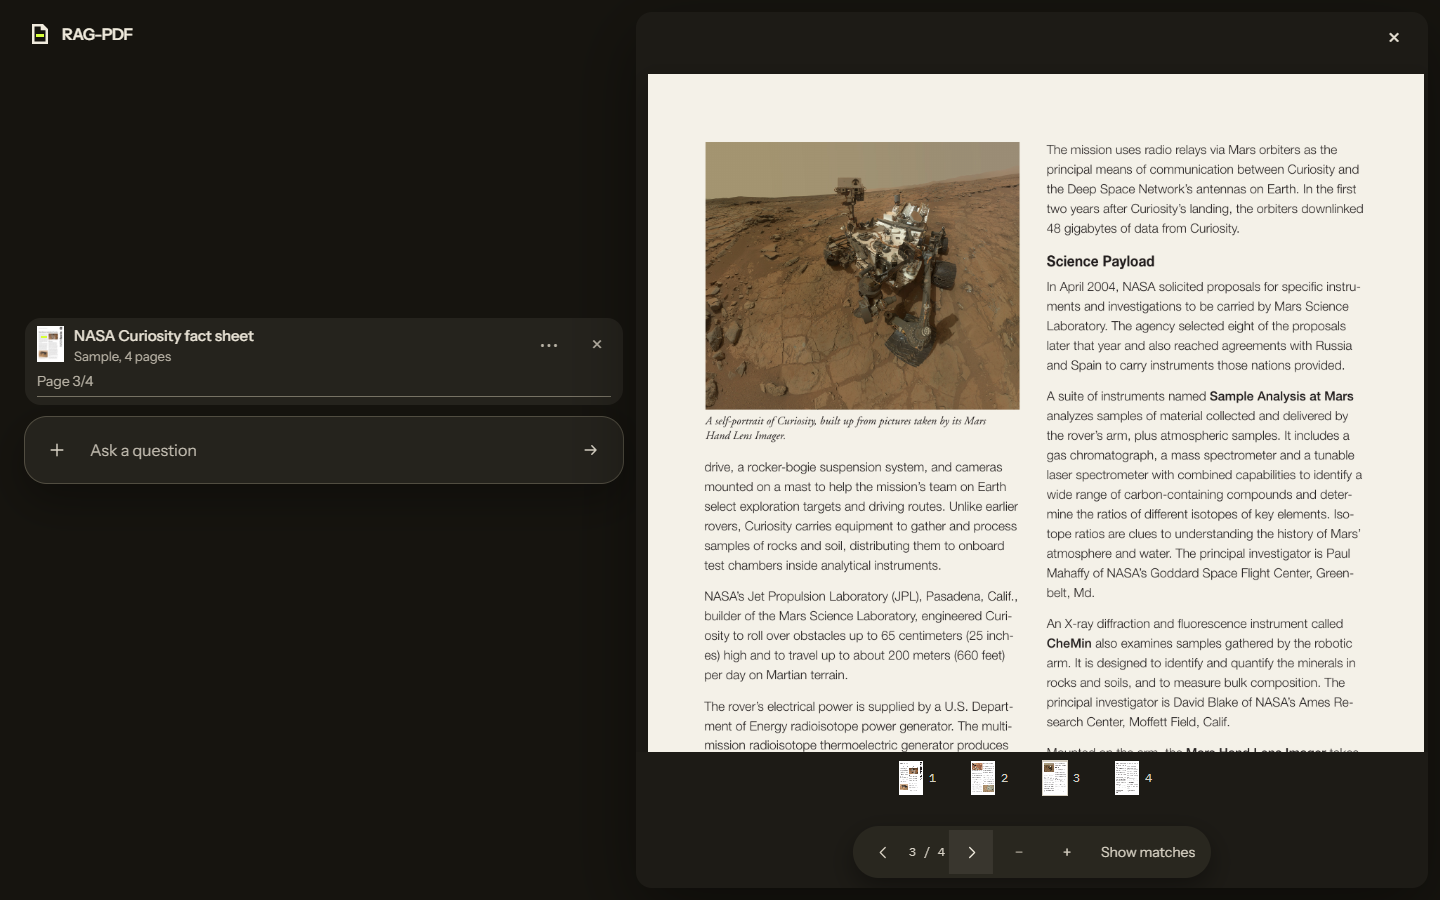 RAG-PDF
NASA Curiosity fact sheet
Sample, 4 pages
Page 3/4
Ask a question
A self-portrait of Curiosity, built up from pictures taken by its Mars
Hand Lens Imager.
drive, a rocker-bogie suspension system, and cameras
mounted on a mast to help the mission's team on Earth
select exploration targets and driving routes. Unlike earlier
rovers, Curiosity carries equipment to gather and process
samples of rocks and soil, distributing them to onboard
test chambers inside analytical instruments.
NASA's Jet Propulsion Laboratory (JPL), Pasadena, Calif.,
builder of the Mars Science Laboratory, engineered Curi-
osity to roll over obstacles up to 65 centimeters (25 inch-
es) high and to travel up to about 200 meters (660 feet)
per day on Martian terrain.
The rover's electrical power is supplied by a U.S. Depart-
ment of Energy radioisotope power generator. The multi-
mission radioisotope thermoelectric generator produces
The mission uses radio relays via Mars orbiters as the
principal means of communication between Curiosity and
the Deep Space Network's antennas on Earth. In the first
two years after Curiosity's landing, the orbiters downlinked
48 gigabytes of data from Curiosity.
Science Payload
In April 2004, NASA solicited proposals for specific instru-
ments and investigations to be carried by Mars Science
Laboratory. The agency selected eight of the proposals
later that year and also reached agreements with Russia
and Spain to carry instruments those nations provided.
A suite of instruments named Sample Analysis at Mars
analyzes samples of material collected and delivered by
the rover's arm, plus atmospheric samples. It includes a
gas chromatograph, a mass spectrometer and a tunable
laser spectrometer with combined capabilities to identify a
wide range of carbon-containing compounds and deter-
mine the ratios of different isotopes of key elements. Iso-
tope ratios are clues to understanding the history of Mars'
atmosphere and water. The principal investigator is Paul
Mahaffy of NASA's Goddard Space Flight Center, Green-
belt, Md.
An X-ray diffraction and fluorescence instrument called
CheMin also examines samples gathered by the robotic
arm. It is designed to identify and quantify the minerals in
rocks and soils, and to measure bulk composition. The
principal investigator is David Blake of NASA's Ames Re-
search Center, Moffett Field, Calif.
Mounted on the arm, the Mars Hand Lens Imager takes
1 2 3 4
3 / 4 − + Show matches